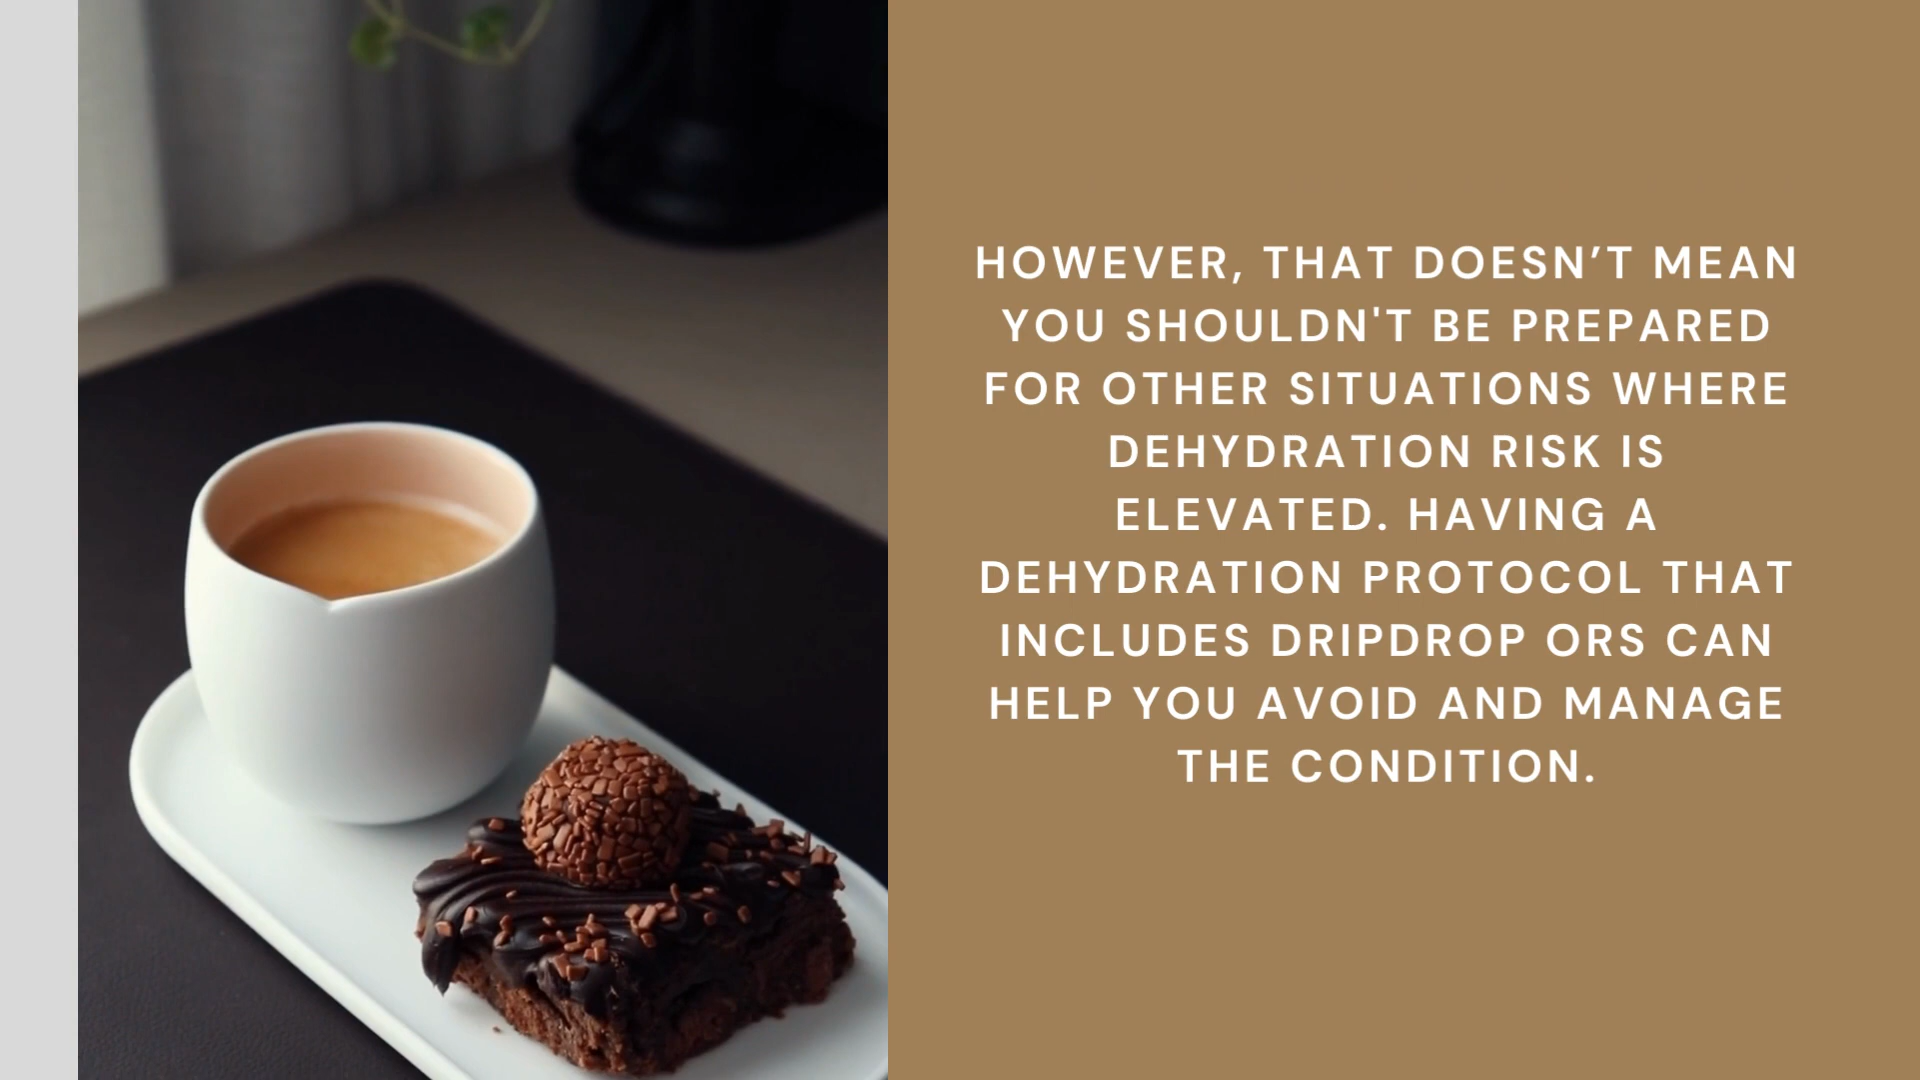 HOWEVER, THAT DOESN’T MEAN
YOU SHOULDN'T BE PREPARED
FOR OTHER SITUATIONS WHERE
DEHYDRATION RISK IS
ELEVATED. HAVING A
DEHYDRATION PROTOCOL THAT
INCLUDES DRIPDROP ORS CAN
HELP YOU AVOID AND MANAGE
THE CONDITION.